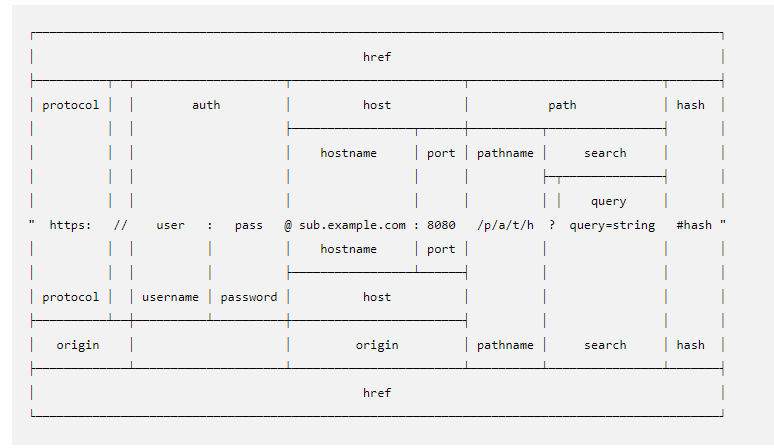 href
protocol auth host path hash
hostname port pathname search
query
" https: // user : pass @ sub.example.com : 8080 /p/a/t/h ? query=string #hash "
hostname port
protocol username password host
origin origin pathname search hash
href